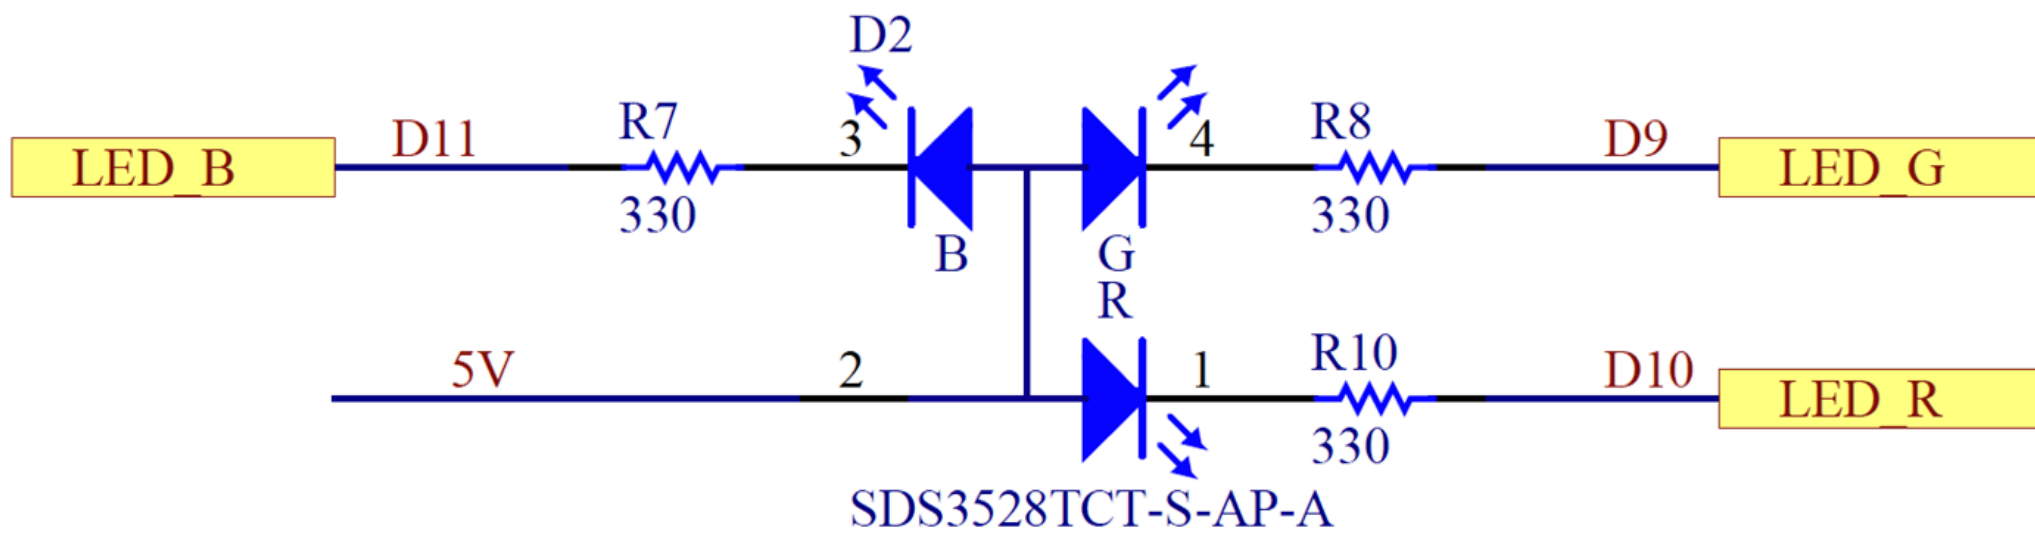 D2
R7
R8
D11
3
4
D9
LED_B
LED_G
330
330
B
G
R
5V
2
1
R10
D10
LED_R
330
SDS3528TCT-S-AP-A